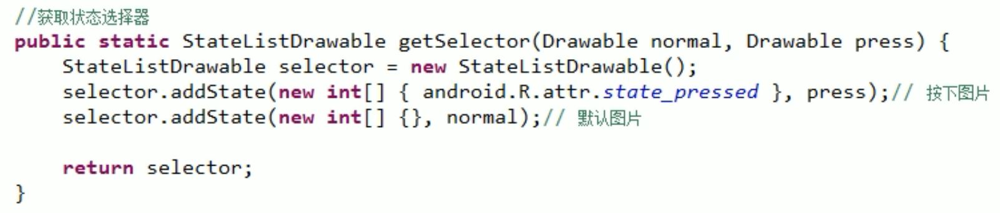 //获取状态选择器
public static StateListDrawable getSelector(Drawable normal, Drawable press) {
    StateListDrawable selector = new StateListDrawable();
    selector.addState(new int[] { android.R.attr.state_pressed }, press);// 按下图片
    selector.addState(new int[] {}, normal);// 默认图片

    return selector;
}